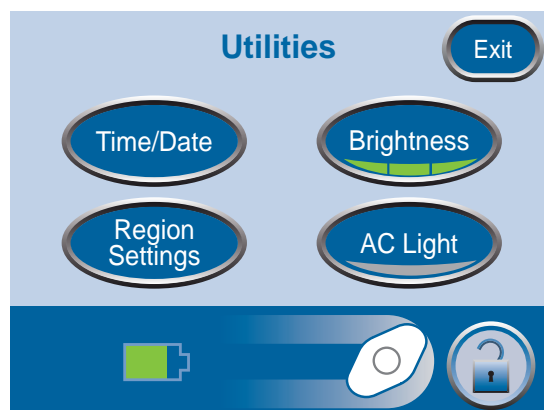 Utilities
Exit
Time/Date
Brightness
Region
Settings
AC Light